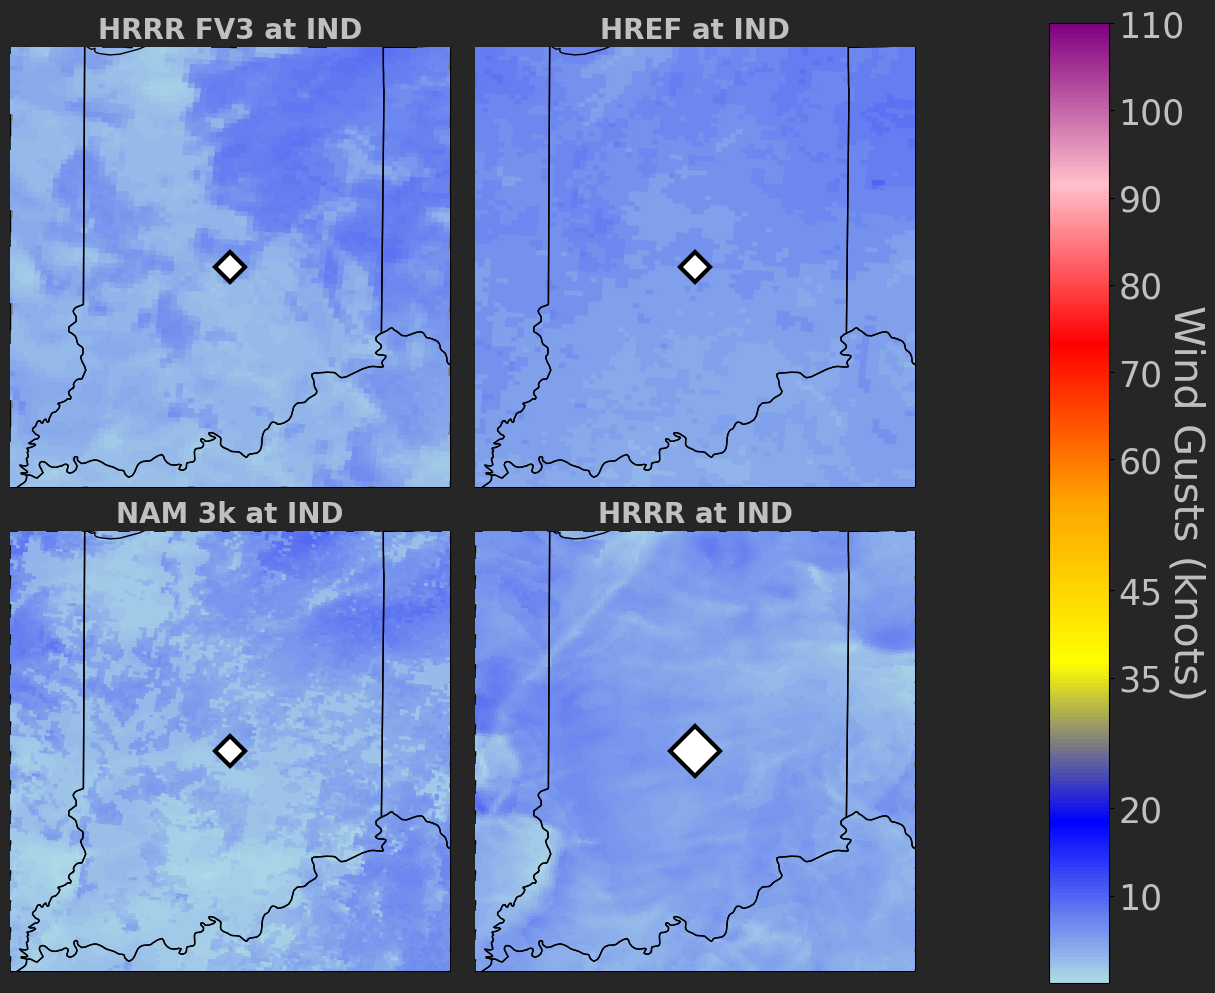 HRRR FV3 at IND
HREF at IND
NAM 3k at IND
HRRR at IND
110
100
90
80
70
60
45
35
20
10
Wind Gusts (knots)